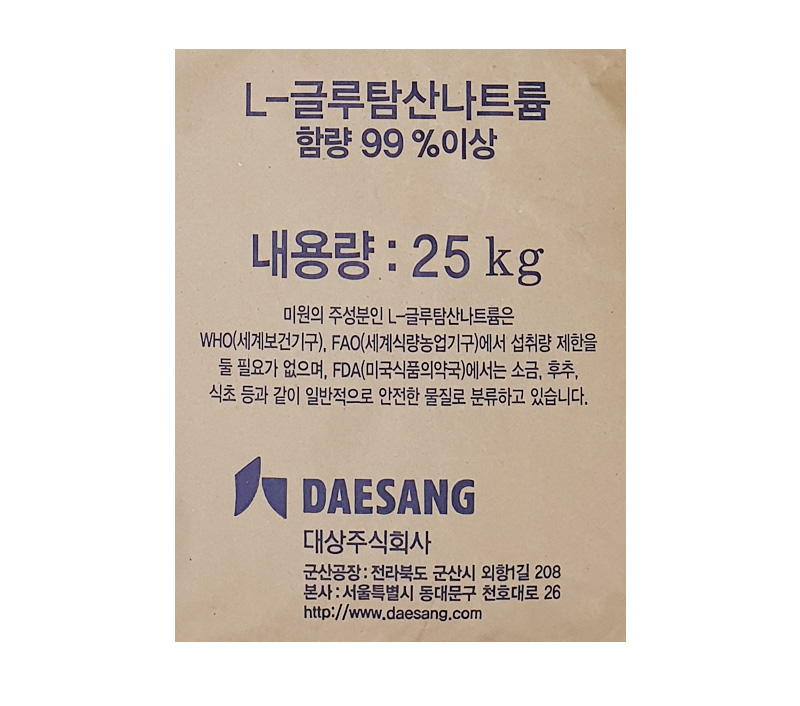 L-글루탐산나트륨
함량 99 %이상
내용량 : 25 kg
미원의 주성분인 L-글루탐산나트륨은
WHO(세계보건기구), FAO(세계식량농업기구)에서 섭취량 제한을
둘 필요가 없으며, FDA(미국식품의약국)에서는 소금, 후추,
식초 등과 같이 일반적으로 안전한 물질로 분류하고 있습니다.
DAESANG
대상주식회사
군산공장 : 전라북도 군산시 외항1길 208
본사 : 서울특별시 동대문구 천호대로 26
http://www.daesang.com